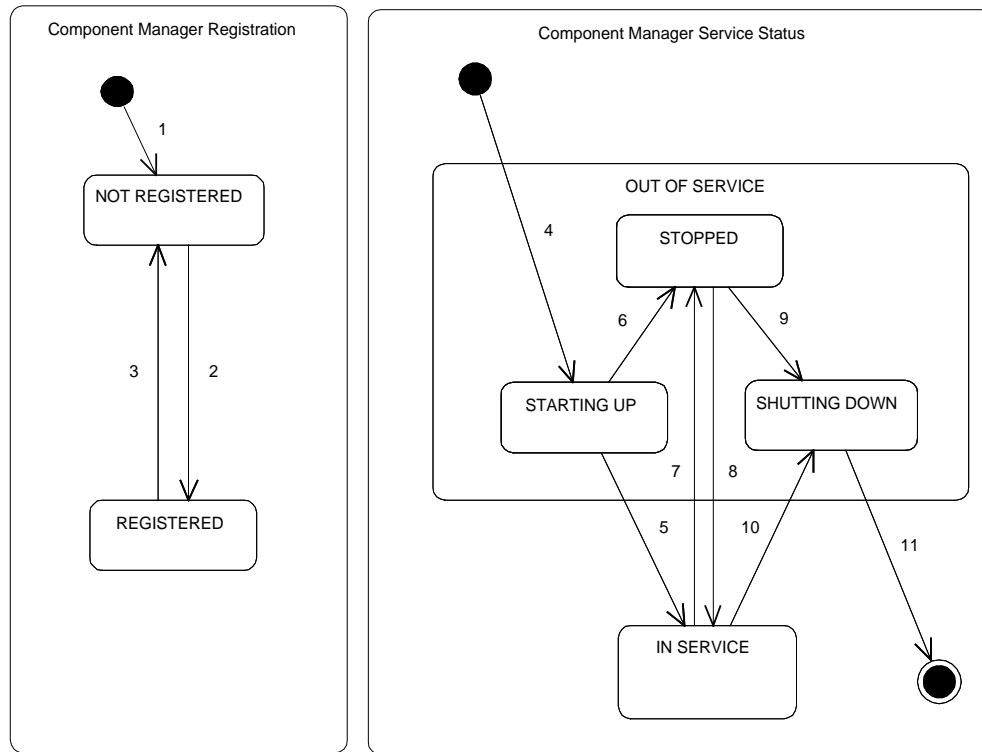 Component Manager Registration
1
NOT REGISTERED
3
2
REGISTERED
Component Manager Service Status
OUT OF SERVICE
4
STOPPED
6
9
STARTING UP
SHUTTING DOWN
7
8
5
10
11
IN SERVICE